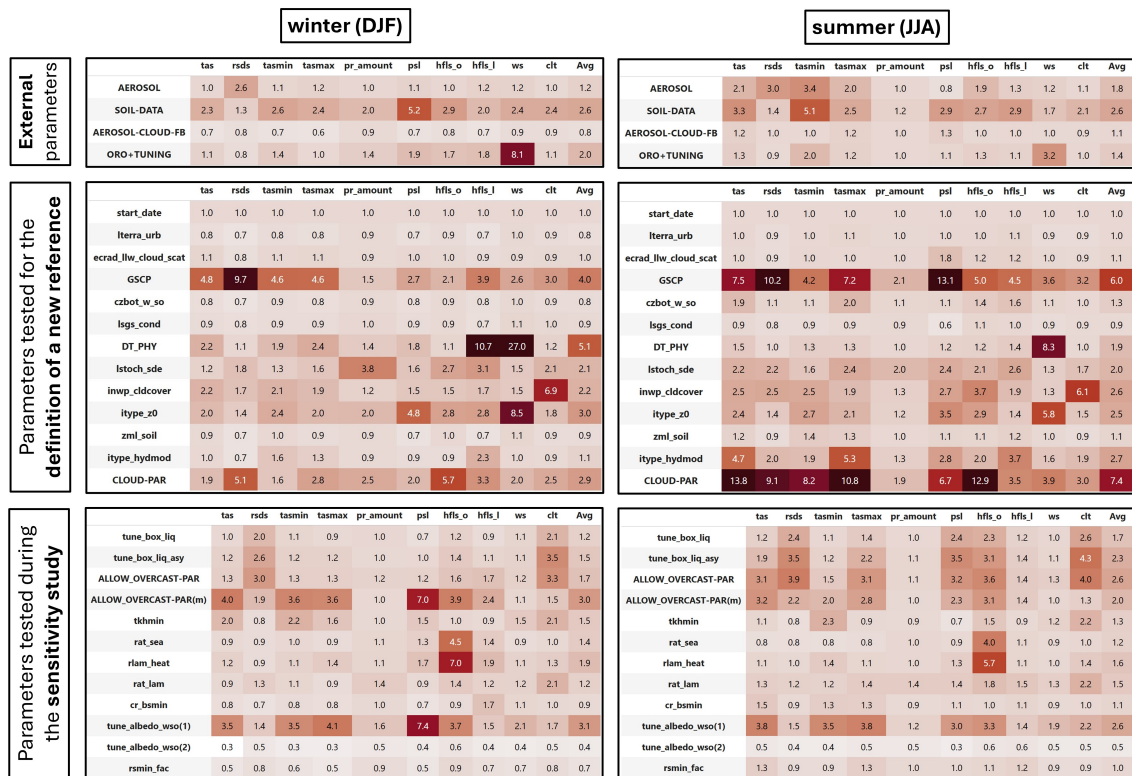 winter (DJF)
summer (JJA)
External
parameters
tas rsds tasmin tasmax pr_amount psl hfls_o hfls_l ws clt Avg
AEROSOL 1.0 2.6 1.1 1.2 1.0 1.1 1.0 1.2 1.2 1.0 1.2
SOIL-DATA 2.3 1.3 2.6 2.4 2.0 5.2 2.9 2.0 2.4 2.4 2.6
AEROSOL-CLOUD-FB 0.7 0.8 0.7 0.6 0.9 0.7 0.8 0.7 0.9 0.9 0.8
ORO+TUNING 1.1 0.8 1.4 1.0 1.4 1.9 1.7 1.8 8.1 1.1 2.0
tas rsds tasmin tasmax pr_amount psl hfls_o hfls_l ws clt Avg
AEROSOL 2.1 3.0 3.4 2.0 1.0 0.8 1.9 1.3 1.2 1.1 1.8
SOIL-DATA 3.3 1.4 5.1 2.5 1.2 2.9 2.7 2.9 1.7 2.1 2.6
AEROSOL-CLOUD-FB 1.2 1.0 1.0 1.2 1.0 1.3 1.0 1.0 1.0 0.9 1.1
ORO+TUNING 1.3 0.9 2.0 1.2 1.0 1.1 1.3 1.1 3.2 1.0 1.4
Parameters tested for the
definition of a new reference
tas rsds tasmin tasmax pr_amount psl hfls_o hfls_l ws clt Avg
start_date 1.0 1.0 1.0 1.0 1.0 1.0 1.0 1.0 1.0 1.0 1.0
lterra_urb 0.8 0.7 0.8 0.8 0.9 0.7 0.9 0.7 1.0 0.9 0.8
ecrad_llw_cloud_scat 1.1 0.8 1.1 1.1 0.9 1.0 1.0 0.9 0.9 0.9 1.0
GSCP 4.8 9.7 4.6 4.6 1.5 2.7 2.1 3.9 2.6 3.0 4.0
czbot_w_so 0.8 0.7 0.9 0.8 0.9 0.8 0.8 0.8 1.0 0.9 0.8
lsgs_cond 0.9 0.8 0.9 0.9 1.0 0.9 0.9 0.7 1.1 1.0 0.9
DT_PHY 2.2 1.1 1.9 2.4 1.4 1.8 1.1 10.7 27.0 1.2 5.1
lstoch_sde 1.2 1.8 1.3 1.6 3.8 1.6 2.7 3.1 1.5 2.1 2.1
inwp_cldcover 2.2 1.7 2.1 1.9 1.2 1.5 1.5 1.7 1.5 6.9 2.2
itype_z0 2.0 1.4 2.4 2.0 2.0 4.8 2.8 2.8 8.5 1.8 3.0
zml_soil 0.9 0.7 1.0 0.9 0.9 0.7 1.0 0.7 1.1 0.9 0.9
itype_hydmod 1.0 0.7 1.6 1.3 0.9 0.9 0.9 2.3 1.0 0.9 1.1
CLOUD-PAR 1.9 5.1 1.6 2.8 2.5 2.0 5.7 3.3 2.0 2.5 2.9
tas rsds tasmin tasmax pr_amount psl hfls_o hfls_l ws clt Avg
start_date 1.0 1.0 1.0 1.0 1.0 1.0 1.0 1.0 1.0 1.0 1.0
lterra_urb 0.8 0.9 1.0 1.1 1.0 0.9 0.9 1.0 1.0 0.9 1.0
ecrad_llw_cloud_scat 1.0 1.0 1.0 1.0 1.0 1.8 1.2 1.2 1.0 0.9 1.1
GSCP 7.5 10.2 4.2 7.2 2.1 13.1 5.0 4.5 3.6 3.2 6.0
czbot_w_so 1.9 1.1 1.1 2.0 1.1 1.1 1.4 1.6 1.1 1.0 1.3
lsgs_cond 0.9 0.8 0.9 0.9 0.9 0.6 1.1 1.0 0.9 0.9 0.9
DT_PHY 1.5 1.0 1.3 1.3 1.0 1.2 1.2 1.4 8.3 1.0 1.9
lstoch_sde 2.2 2.2 1.6 2.4 2.0 2.4 2.1 2.6 1.3 1.7 2.0
inwp_cldcover 2.5 2.5 1.9 2.5 1.2 2.7 3.7 1.9 1.3 6.1 2.6
itype_z0 2.4 1.4 2.7 2.1 1.2 3.5 2.9 1.4 5.8 1.5 2.5
zml_soil 1.2 0.9 1.4 1.3 1.0 1.1 1.1 1.2 1.0 0.9 1.1
itype_hydmod 4.7 2.0 1.9 5.3 1.3 2.8 2.0 3.7 1.6 1.9 2.7
CLOUD-PAR 13.8 9.1 8.2 10.8 1.9 6.7 12.9 3.5 3.9 3.0 7.4
Parameters tested during
the sensitivity study
tas rsds tasmin tasmax pr_amount psl hfls_o hfls_l ws clt Avg
tune_box_liq 1.0 2.0 1.1 0.9 1.0 0.7 1.2 0.9 1.1 2.1 1.2
tune_box_liq_asy 1.2 2.6 1.2 1.2 1.0 1.0 1.4 1.1 1.1 3.5 1.5
ALLOW_OVERCAST-PAR 1.3 3.0 1.3 1.3 1.2 1.2 1.6 1.7 1.2 3.3 1.7
ALLOW_OVERCAST-PAR(m) 4.0 1.9 3.6 3.6 1.0 7.0 3.9 2.4 1.1 1.5 3.0
tkhmin 2.0 0.8 2.2 1.6 1.0 1.5 1.0 0.9 1.5 2.1 1.5
rat_sea 0.9 0.9 1.0 0.9 1.1 1.3 4.5 1.4 0.9 1.0 1.4
rlam_heat 1.2 0.9 1.1 1.4 1.1 1.7 7.0 1.9 1.1 1.3 1.9
rat_lam 0.9 1.3 1.1 0.9 1.4 0.9 1.4 1.2 1.2 2.1 1.2
cr_bsmin 0.8 0.7 0.8 0.8 1.0 0.7 0.9 1.7 1.1 1.0 0.9
tune_albedo_wso(1) 3.5 1.4 3.5 4.1 1.6 7.4 3.7 1.5 2.1 1.7 3.1
tune_albedo_wso(2) 0.3 0.5 0.3 0.3 0.5 0.4 0.6 0.4 0.4 0.5 0.4
rsmin_fac 0.5 0.8 0.6 0.5 0.9 0.5 0.9 0.7 0.7 0.8 0.7
tas rsds tasmin tasmax pr_amount psl hfls_o hfls_l ws clt Avg
tune_box_liq 1.2 2.4 1.1 1.4 1.0 2.4 2.3 1.2 1.0 2.6 1.7
tune_box_liq_asy 1.9 3.5 1.2 2.2 1.1 3.5 3.1 1.4 1.1 4.3 2.3
ALLOW_OVERCAST-PAR 3.1 3.9 1.5 3.1 1.1 3.2 3.6 1.4 1.3 4.0 2.6
ALLOW_OVERCAST-PAR(m) 3.2 2.2 2.0 2.8 1.0 2.3 3.1 1.4 1.0 1.3 2.0
tkhmin 1.1 0.8 2.3 0.9 0.9 0.7 1.5 0.9 1.2 2.2 1.3
rat_sea 0.8 0.8 0.8 0.8 1.0 0.9 4.0 1.1 0.9 1.0 1.2
rlam_heat 1.1 1.0 1.4 1.1 1.0 1.3 5.7 1.1 1.0 1.4 1.6
rat_lam 1.3 1.2 1.2 1.4 1.4 1.4 1.8 1.5 1.3 2.2 1.5
cr_bsmin 1.5 0.9 1.1 1.3 0.9 1.1 1.0 1.5 0.9 0.9 1.1
tune_albedo_wso(1) 3.8 1.5 3.5 3.8 1.2 3.0 3.3 1.4 1.9 2.2 2.6
tune_albedo_wso(2) 0.5 0.4 0.4 0.5 0.5 0.3 0.6 0.6 0.5 0.5 0.5
rsmin_fac 1.3 0.9 0.9 1.3 1.0 1.0 1.1 1.2 0.9 0.9 1.0